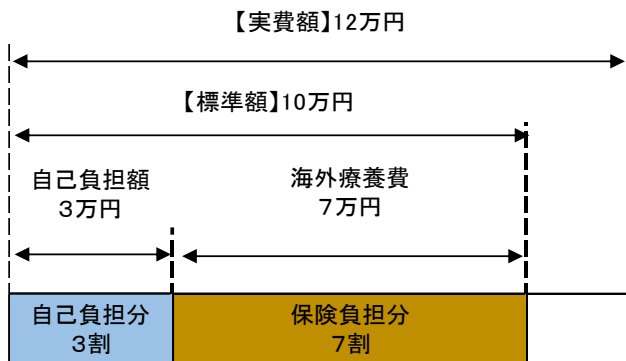 【実費額】12万円
【標準額】10万円
自己負担額
3万円
海外療養費
7万円
自己負担分
3割
保険負担分
7割